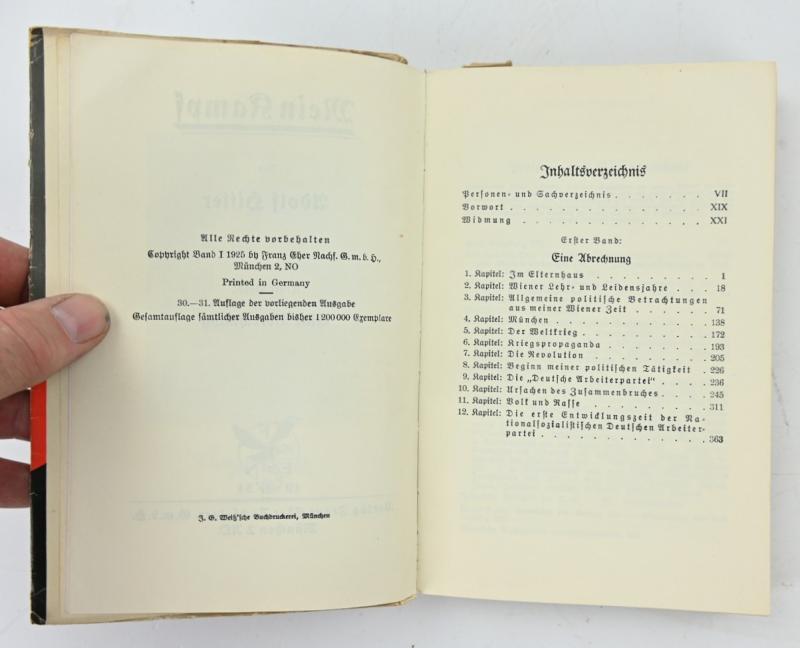 Alle Rechte vorbehalten
Copyright Band I 1925 by Franz Eher Nachf. G. m. b. H.,
München 2, NO
Printed in Germany
30.—31. Auflage der vorliegenden Ausgabe
Gesamtauflage sämtlicher Ausgaben bisher 1 200 000 Exemplare
J. G. Weiß'sche Buchdruckerei, München
Inhaltsverzeichnis
Personen- und Sachverzeichnis . . . . . . . VII
Vorwort . . . . . . . . . . . . . . . XIX
Widmung . . . . . . . . . . . . . . . XXI
Erster Band:
Eine Abrechnung
1. Kapitel: Im Elternhaus . . . . . . . . . . 1
2. Kapitel: Wiener Lehr- und Leidensjahre . . 18
3. Kapitel: Allgemeine politische Betrachtungen
aus meiner Wiener Zeit . . . . . . 71
4. Kapitel: München . . . . . . . . . . . . 138
5. Kapitel: Der Weltkrieg . . . . . . . . . 172
6. Kapitel: Kriegspropaganda . . . . . . . . 193
7. Kapitel: Die Revolution . . . . . . . . . 205
8. Kapitel: Beginn meiner politischen Tätigkeit . 226
9. Kapitel: Die „Deutsche Arbeiterpartei“ . . . . 236
10. Kapitel: Ursachen des Zusammenbruches . . . . 245
11. Kapitel: Volk und Rasse . . . . . . . . . 311
12. Kapitel: Die erste Entwicklungszeit der Na-
tionalsozialistischen Deutschen Arbeiter-
partei . . . . . . . . . . . . . 363